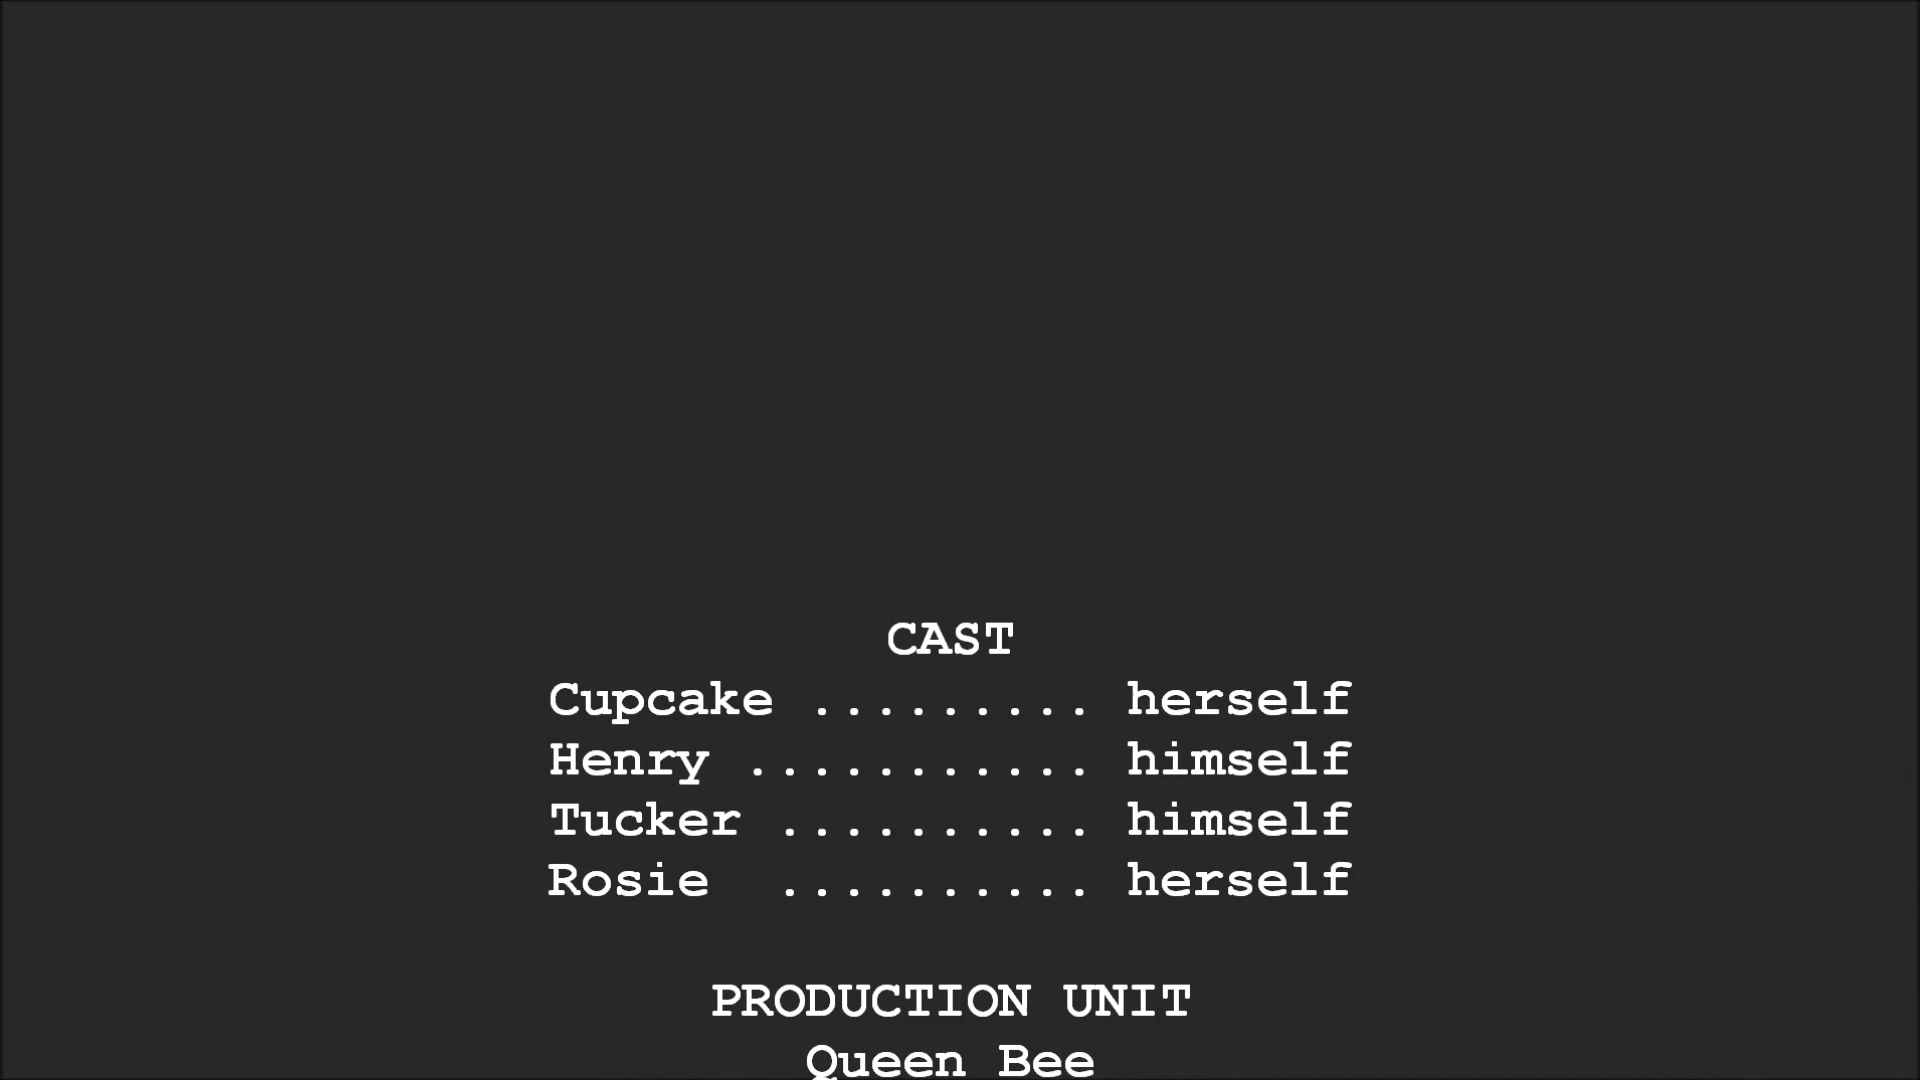 CAST
Cupcake ......... herself
Henry ........... himself
Tucker .......... himself
Rosie  .......... herself
PRODUCTION UNIT
Queen Bee